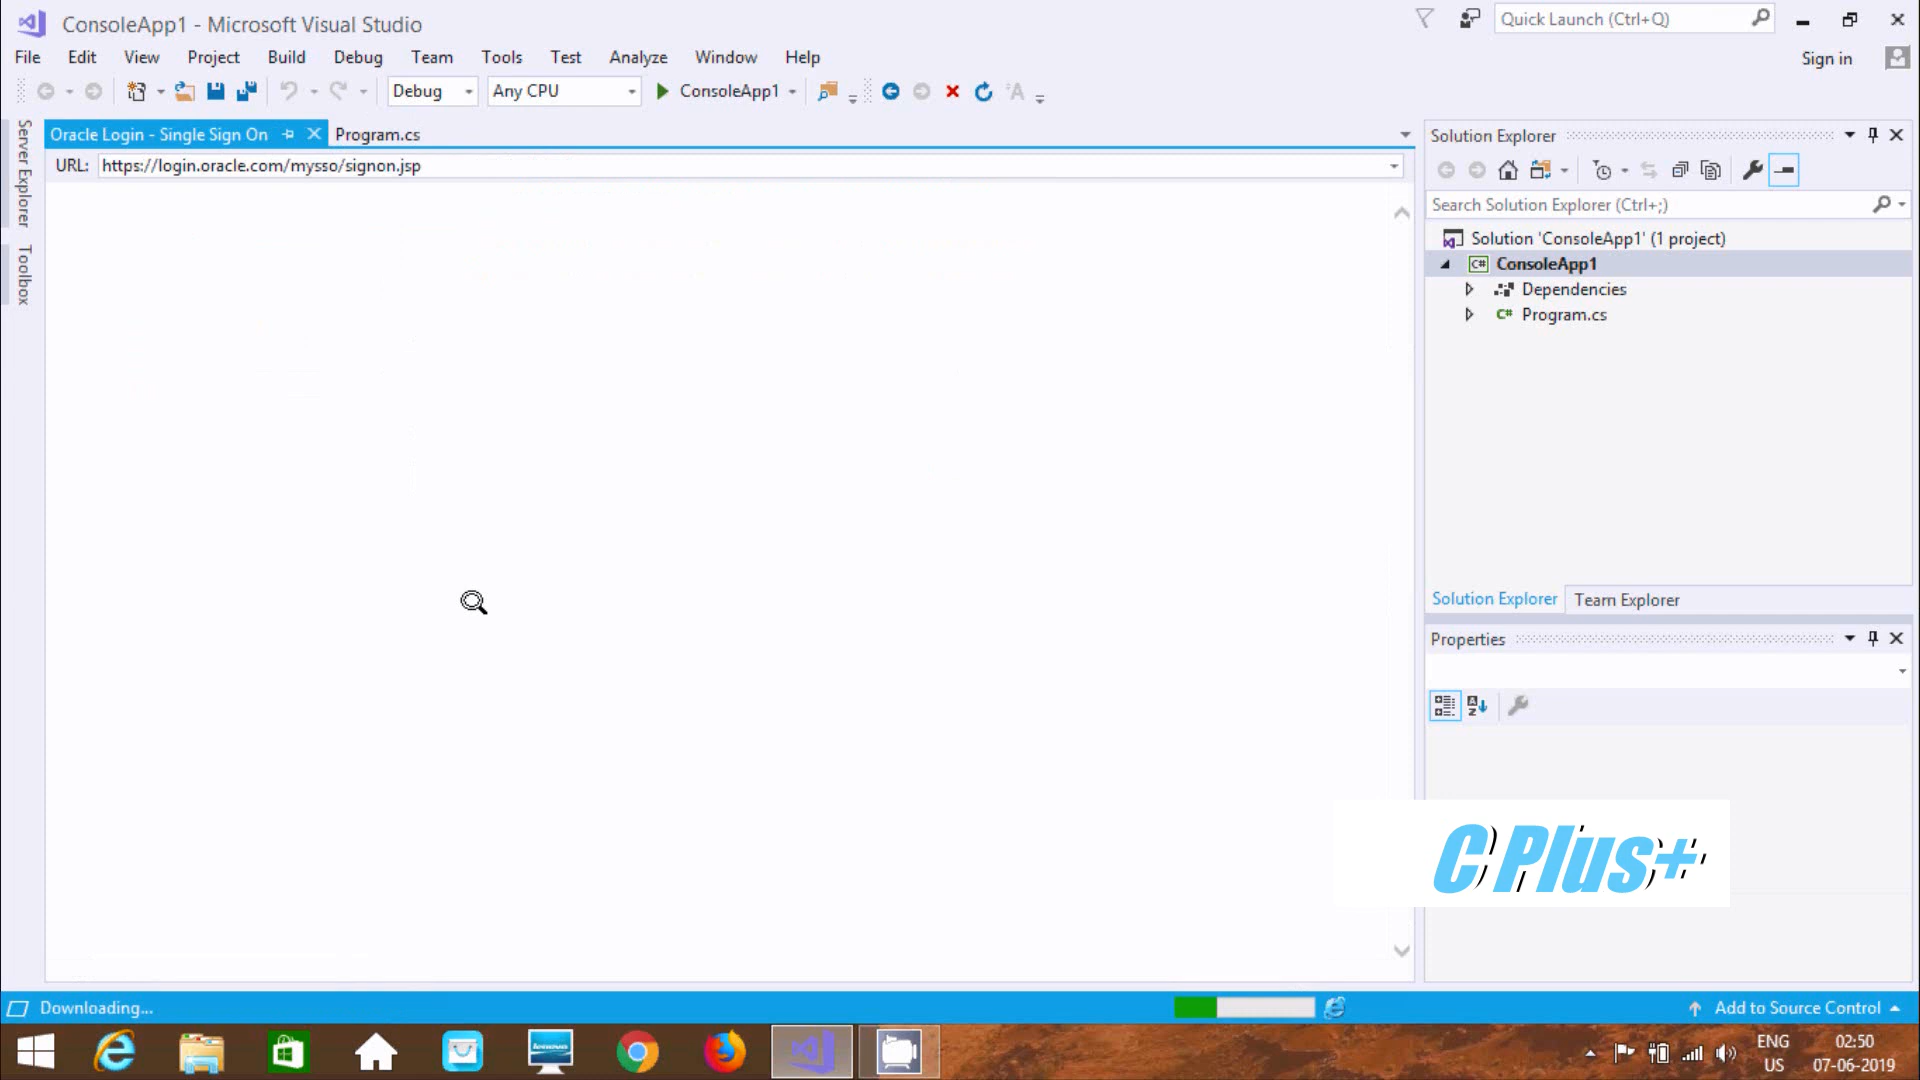 ConsoleApp1 - Microsoft Visual Studio
Quick Launch (Ctrl+Q)
File Edit View Project Build Debug Team Tools Test Analyze Window Help
Sign in
Debug Any CPU ConsoleApp1
Server Explorer
Toolbox
Oracle Login - Single Sign On Program.cs
URL: https://login.oracle.com/mysso/signon.jsp
Solution Explorer
Search Solution Explorer (Ctrl+;)
Solution 'ConsoleApp1' (1 project)
C# ConsoleApp1
Dependencies
C# Program.cs
Solution Explorer Team Explorer
Properties
C Plus+
Downloading...
Add to Source Control
ENG 02:50
US 07-06-2019